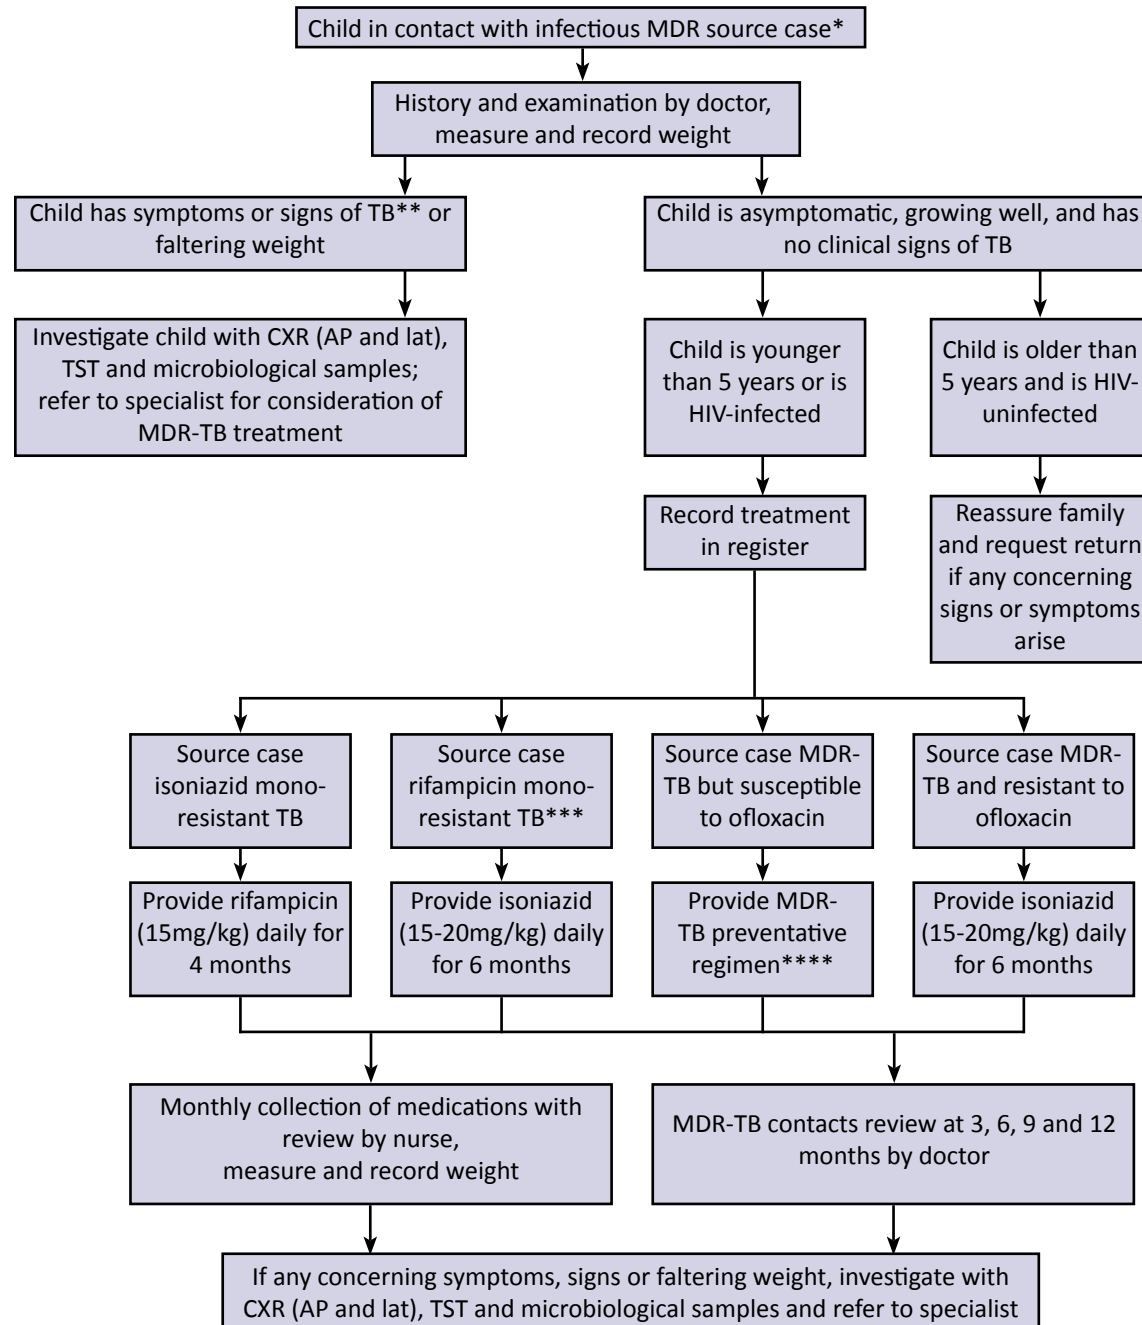 Child in contact with infectious MDR source case*
History and examination by doctor,
measure and record weight
Child has symptoms or signs of TB** or
faltering weight
Child is asymptomatic, growing well, and has
no clinical signs of TB
Investigate child with CXR (AP and lat),
TST and microbiological samples;
refer to specialist for consideration of
MDR-TB treatment
Child is younger
than 5 years or is
HIV-infected
Child is older than
5 years and is HIV-
uninfected
Record treatment
in register
Reassure family
and request return
if any concerning
signs or symptoms
arise
Source case
isoniazid mono-
resistant TB
Source case
rifampicin mono-
resistant TB***
Source case MDR-
TB but susceptible
to ofloxacin
Source case MDR-
TB and resistant to
ofloxacin
Provide rifampicin
(15mg/kg) daily for
4 months
Provide isoniazid
(15-20mg/kg) daily
for 6 months
Provide MDR-
TB preventative
regimen****
Provide isoniazid
(15-20mg/kg) daily
for 6 months
Monthly collection of medications with
review by nurse,
measure and record weight
MDR-TB contacts review at 3, 6, 9 and 12
months by doctor
If any concerning symptoms, signs or faltering weight, investigate with
CXR (AP and lat), TST and microbiological samples and refer to specialist